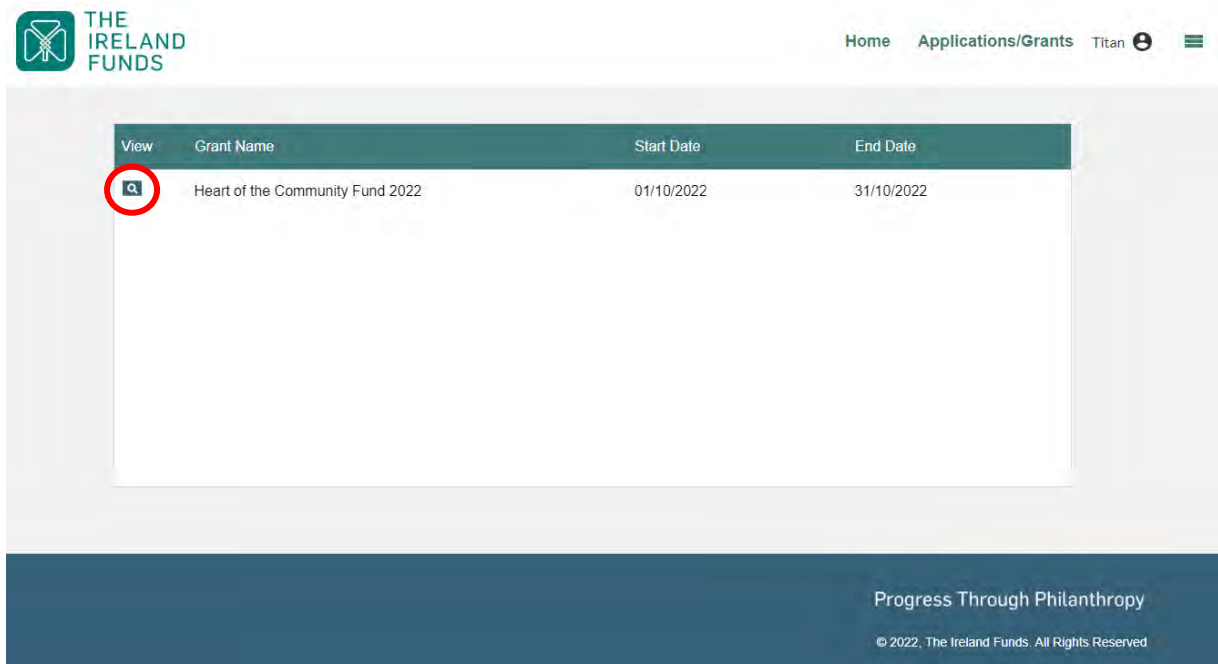 THE
IRELAND
FUNDS
Home Applications/Grants Titan
View Grant Name Start Date End Date
Heart of the Community Fund 2022 01/10/2022 31/10/2022
Progress Through Philanthropy
© 2022, The Ireland Funds. All Rights Reserved